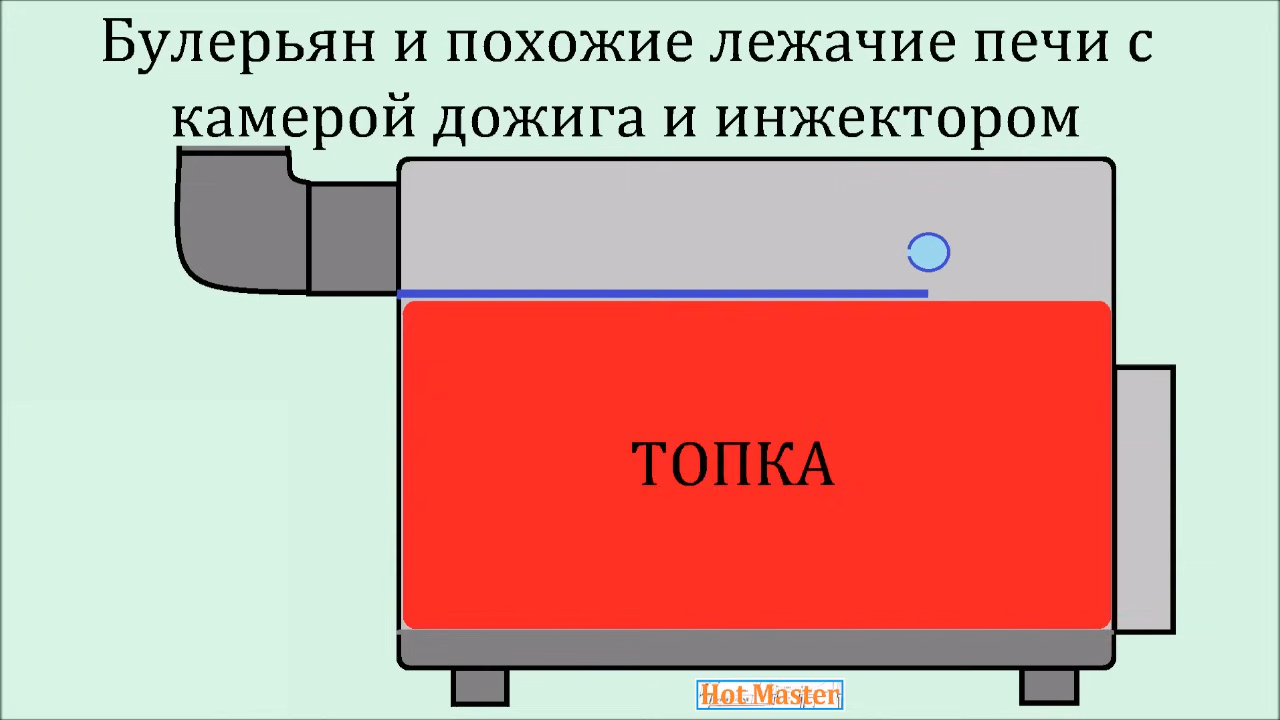 Булерьян и похожие лежачие печи с
камерой дожига и инжектором
ТОПКА
Hot Master